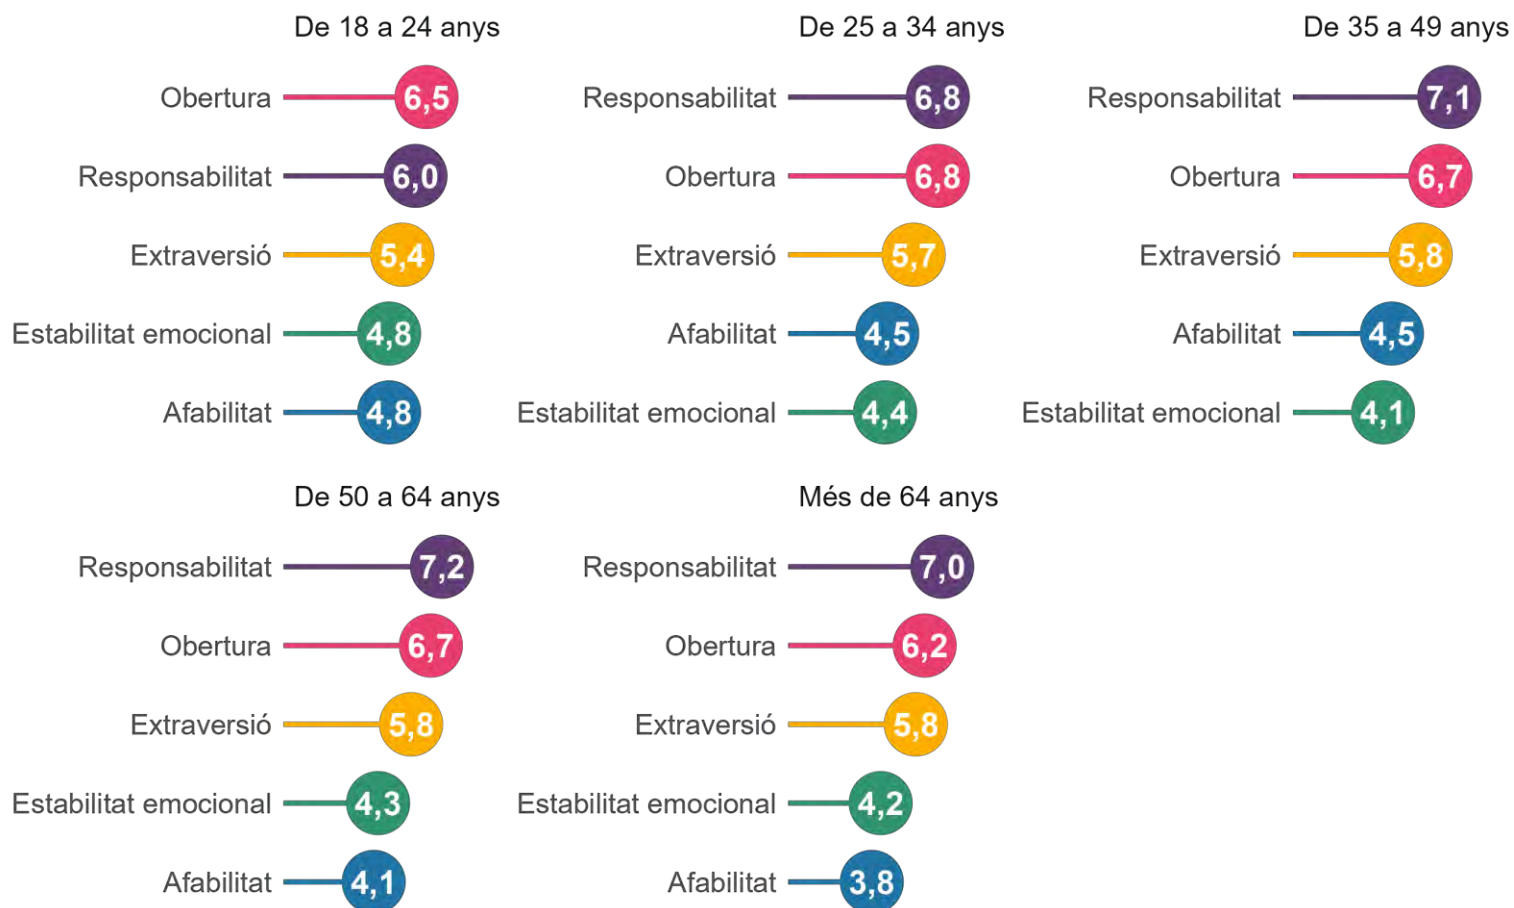 De 18 a 24 anys
Obertura 6,5
Responsabilitat 6,0
Extraversió 5,4
Estabilitat emocional 4,8
Afabilitat 4,8
De 25 a 34 anys
Responsabilitat 6,8
Obertura 6,8
Extraversió 5,7
Afabilitat 4,5
Estabilitat emocional 4,4
De 35 a 49 anys
Responsabilitat 7,1
Obertura 6,7
Extraversió 5,8
Afabilitat 4,5
Estabilitat emocional 4,1
De 50 a 64 anys
Responsabilitat 7,2
Obertura 6,7
Extraversió 5,8
Estabilitat emocional 4,3
Afabilitat 4,1
Més de 64 anys
Responsabilitat 7,0
Obertura 6,2
Extraversió 5,8
Estabilitat emocional 4,2
Afabilitat 3,8